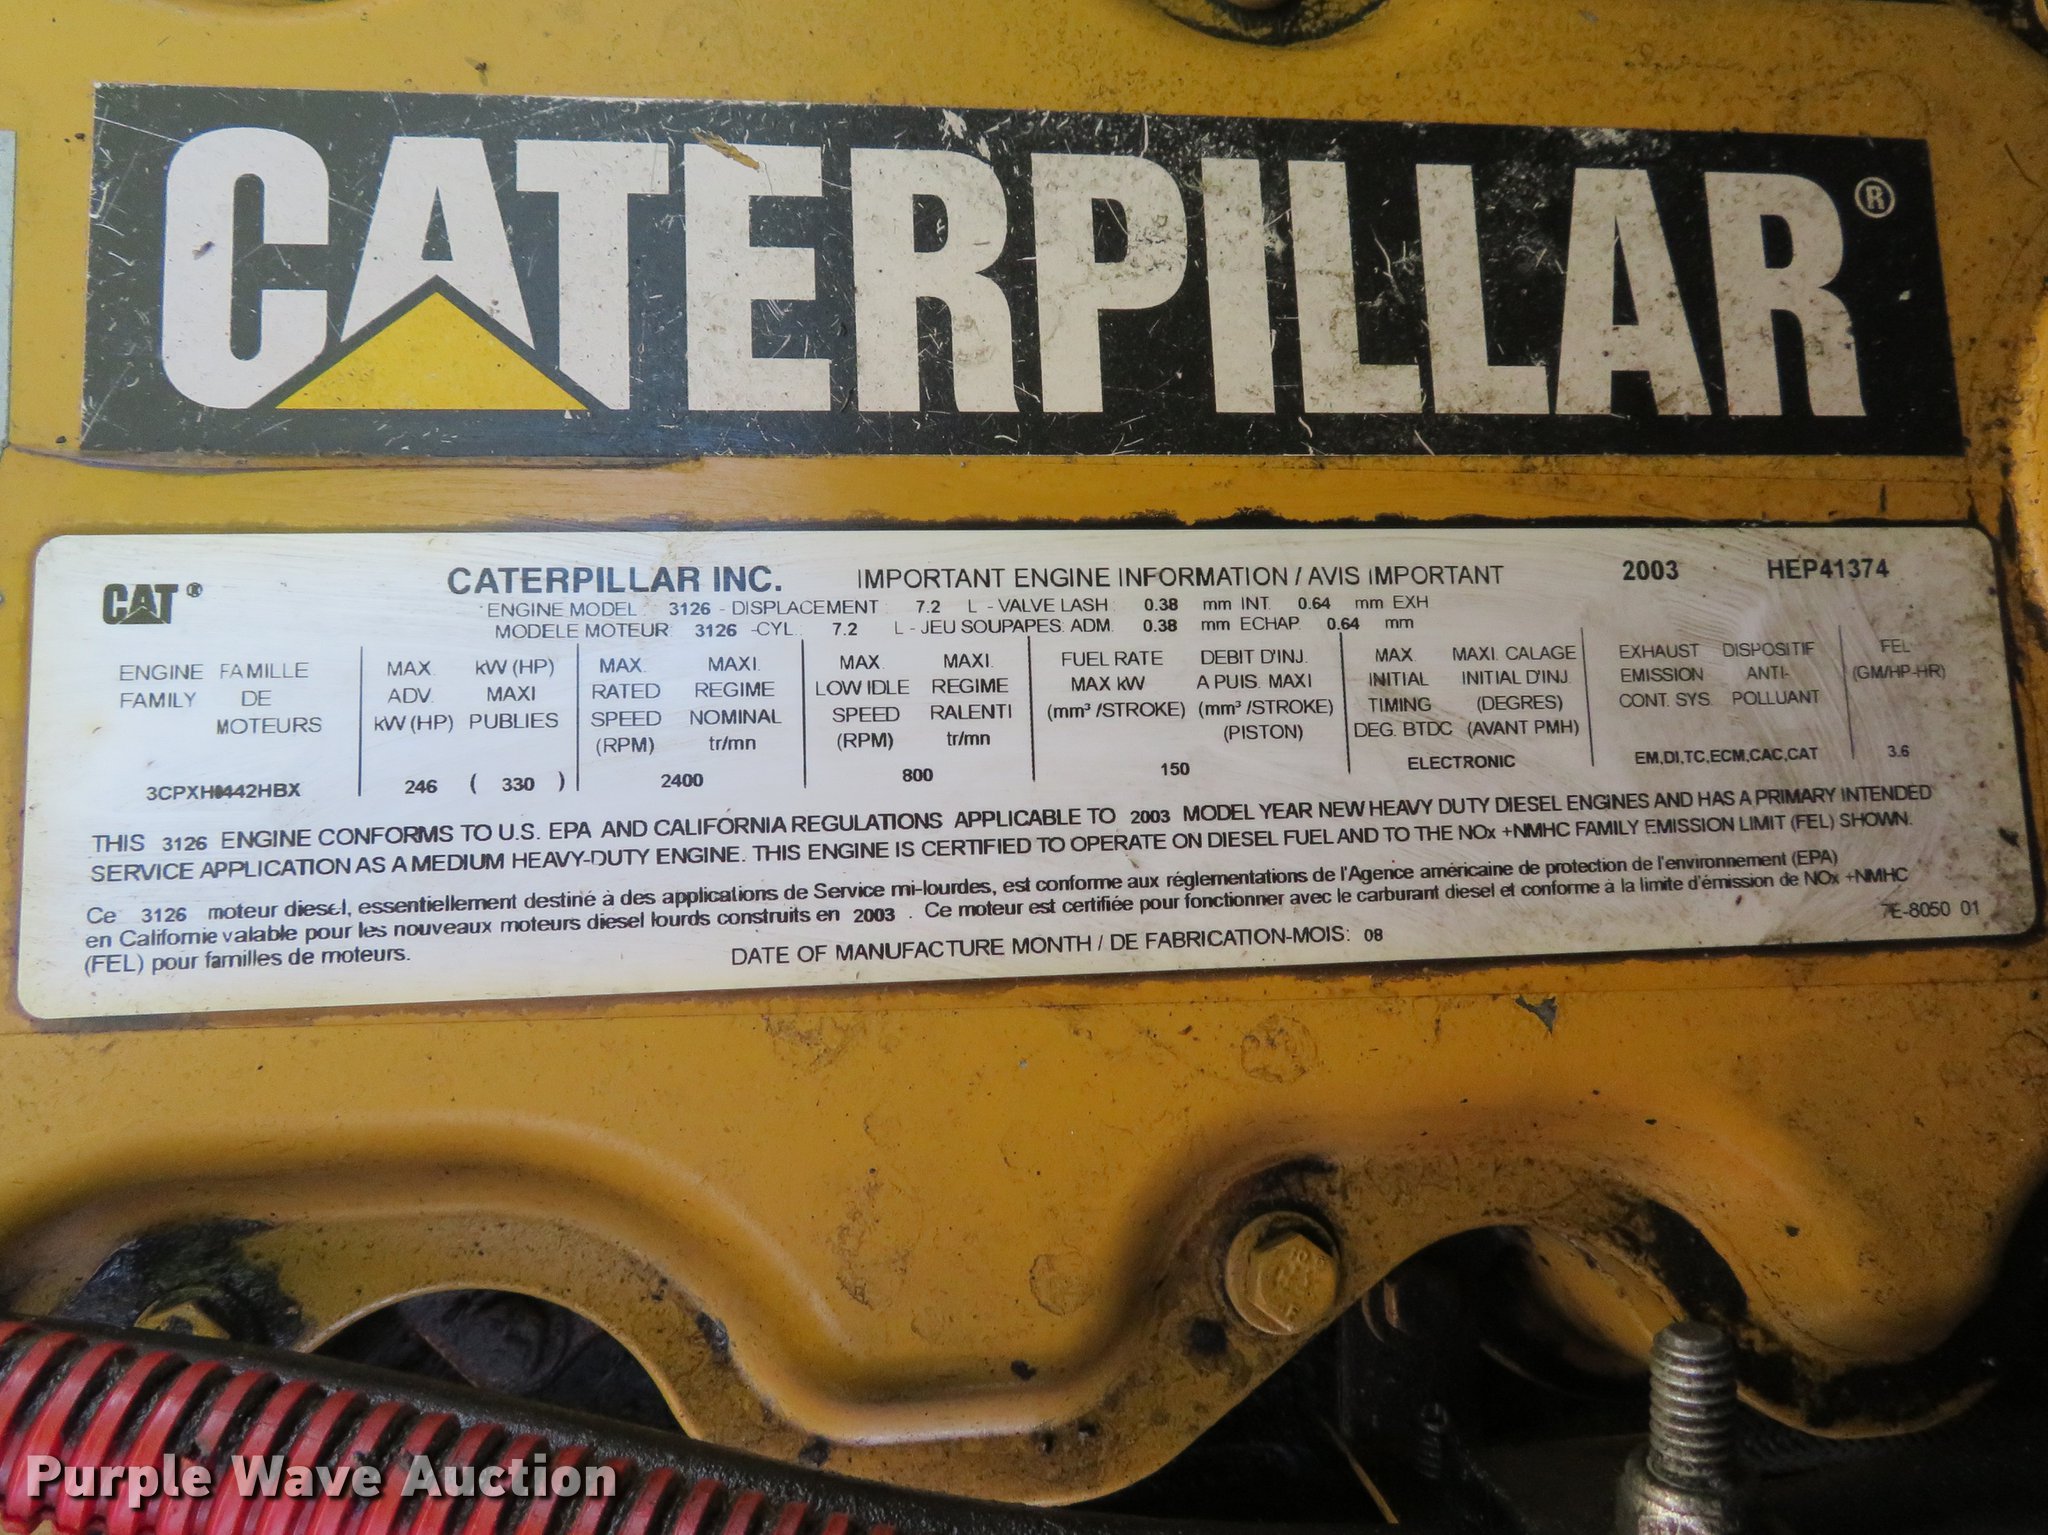 CATERPILLAR ®
CAT ® CATERPILLAR INC. IMPORTANT ENGINE INFORMATION / AVIS IMPORTANT 2003 HEP41374
ENGINE MODEL: 3126 - DISPLACEMENT: 7.2 L - VALVE LASH: 0.38 mm INT. 0.64 mm EXH
MODELE MOTEUR: 3126 -CYL.: 7.2 L - JEU SOUPAPES: ADM. 0.38 mm ECHAP. 0.64 mm
ENGINE FAMILLE
FAMILY DE
MOTEURS
3CPXH0442HBX
MAX. kW (HP)
ADV. MAXI
kW (HP) PUBLIES
246 ( 330 )
MAX. MAXI.
RATED REGIME
SPEED NOMINAL
(RPM) tr/mn
2400
MAX. MAXI.
LOW IDLE REGIME
SPEED RALENTI
(RPM) tr/mn
800
FUEL RATE DEBIT D'INJ.
MAX kW A PUIS. MAXI
(mm³ /STROKE) (mm³ /STROKE)
(PISTON)
150
MAX. MAXI. CALAGE
INITIAL INITIAL D'INJ.
TIMING (DEGRES)
DEG. BTDC (AVANT PMH)
ELECTRONIC
EXHAUST DISPOSITIF
EMISSION ANTI-
CONT. SYS. POLLUANT
EM,DI,TC,ECM,CAC,CAT
FEL
(GM/HP-HR)
3.6
THIS 3126 ENGINE CONFORMS TO U.S. EPA AND CALIFORNIA REGULATIONS APPLICABLE TO 2003 MODEL YEAR NEW HEAVY DUTY DIESEL ENGINES AND HAS A PRIMARY INTENDED
SERVICE APPLICATION AS A MEDIUM HEAVY-DUTY ENGINE. THIS ENGINE IS CERTIFIED TO OPERATE ON DIESEL FUEL AND TO THE NOx +NMHC FAMILY EMISSION LIMIT (FEL) SHOWN.
Ce 3126 moteur diesel, essentiellement destiné à des applications de Service mi-lourdes, est conforme aux réglementations de l'Agence américaine de protection de l'environnement (EPA)
en Californie valable pour les nouveaux moteurs diesel lourds construits en 2003 . Ce moteur est certifiée pour fonctionner avec le carburant diesel et conforme à la limite d'émission de NOx +NMHC
(FEL) pour familles de moteurs.
7E-8050 01
DATE OF MANUFACTURE MONTH / DE FABRICATION-MOIS: 08
Purple Wave Auction